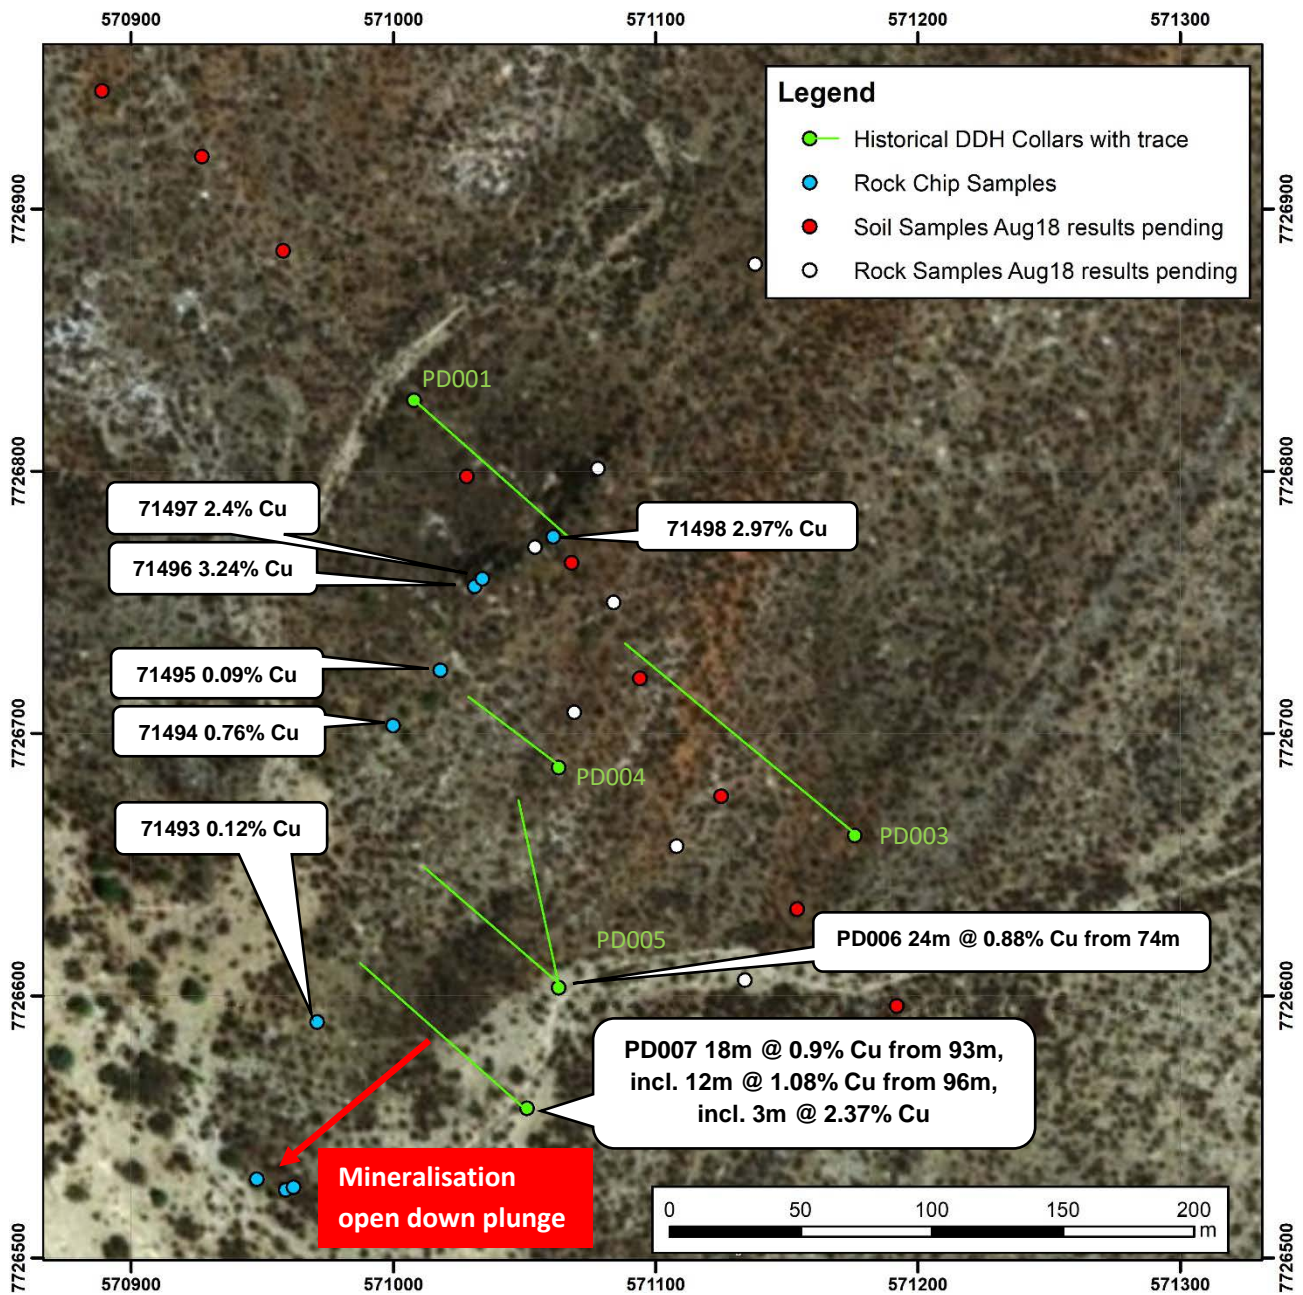 570900
571000
571100
571200
571300
Legend
Historical DDH Collars with trace
Rock Chip Samples
Soil Samples Aug18 results pending
Rock Samples Aug18 results pending
7726900
7726900
PD001
7726800
7726800
71497 2.4% Cu
71498 2.97% Cu
71496 3.24% Cu
71495 0.09% Cu
71494 0.76% Cu
7726700
7726700
PD004
71493 0.12% Cu
PD003
PD005
PD006 24m @ 0.88% Cu from 74m
7726600
7726600
PD007 18m @ 0.9% Cu from 93m,
incl. 12m @ 1.08% Cu from 96m,
incl. 3m @ 2.37% Cu
Mineralisation
open down plunge
0
50
100
150
200
m
7726500
7726500
570900
571000
571100
571200
571300